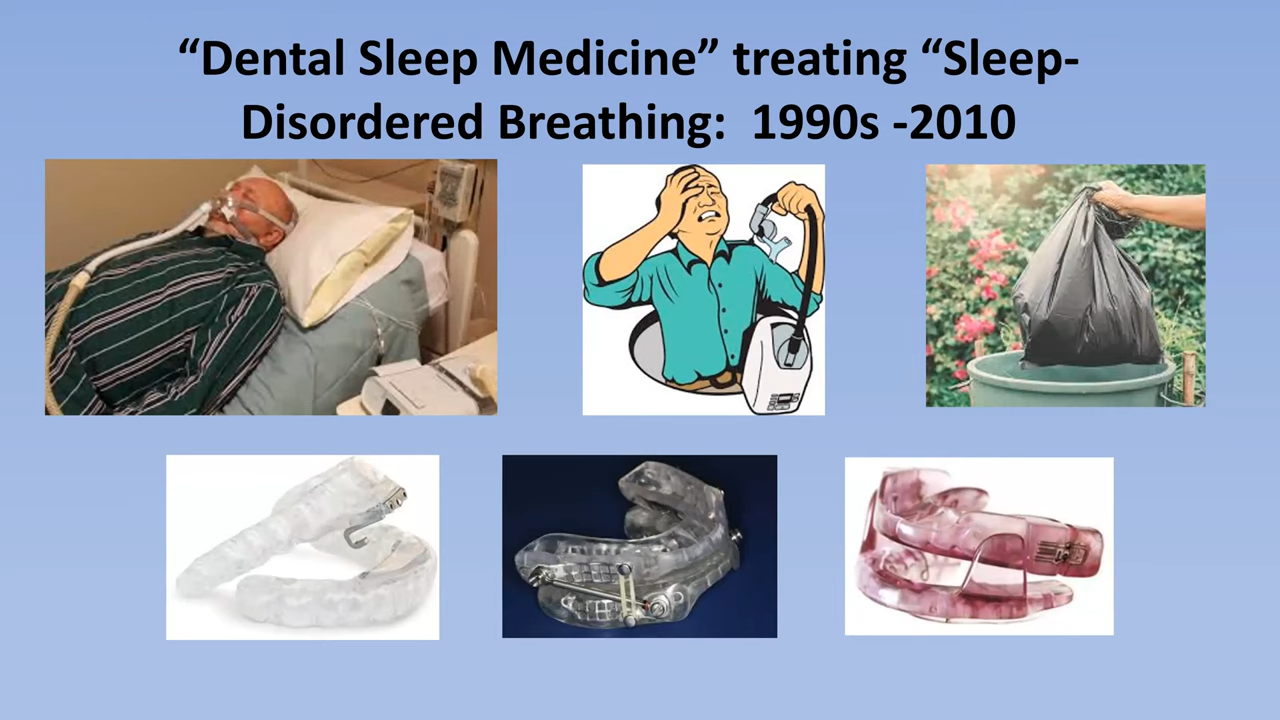 “Dental Sleep Medicine” treating “Sleep-
Disordered Breathing:  1990s -2010